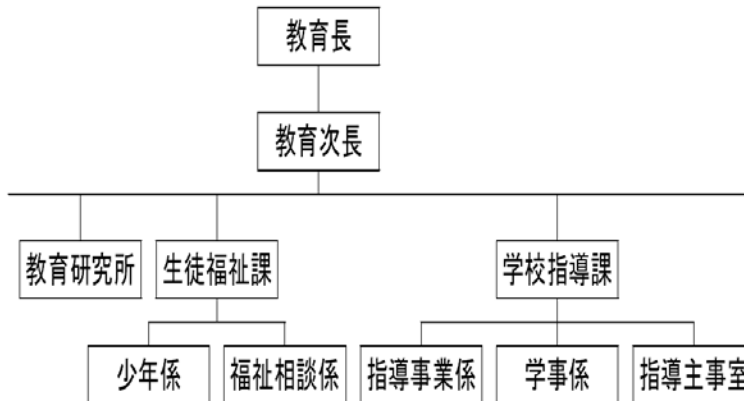 教育長
教育次長
教育研究所
生徒福祉課
学校指導課
少年係
福祉相談係
指導事業係
学事係
指導主事室